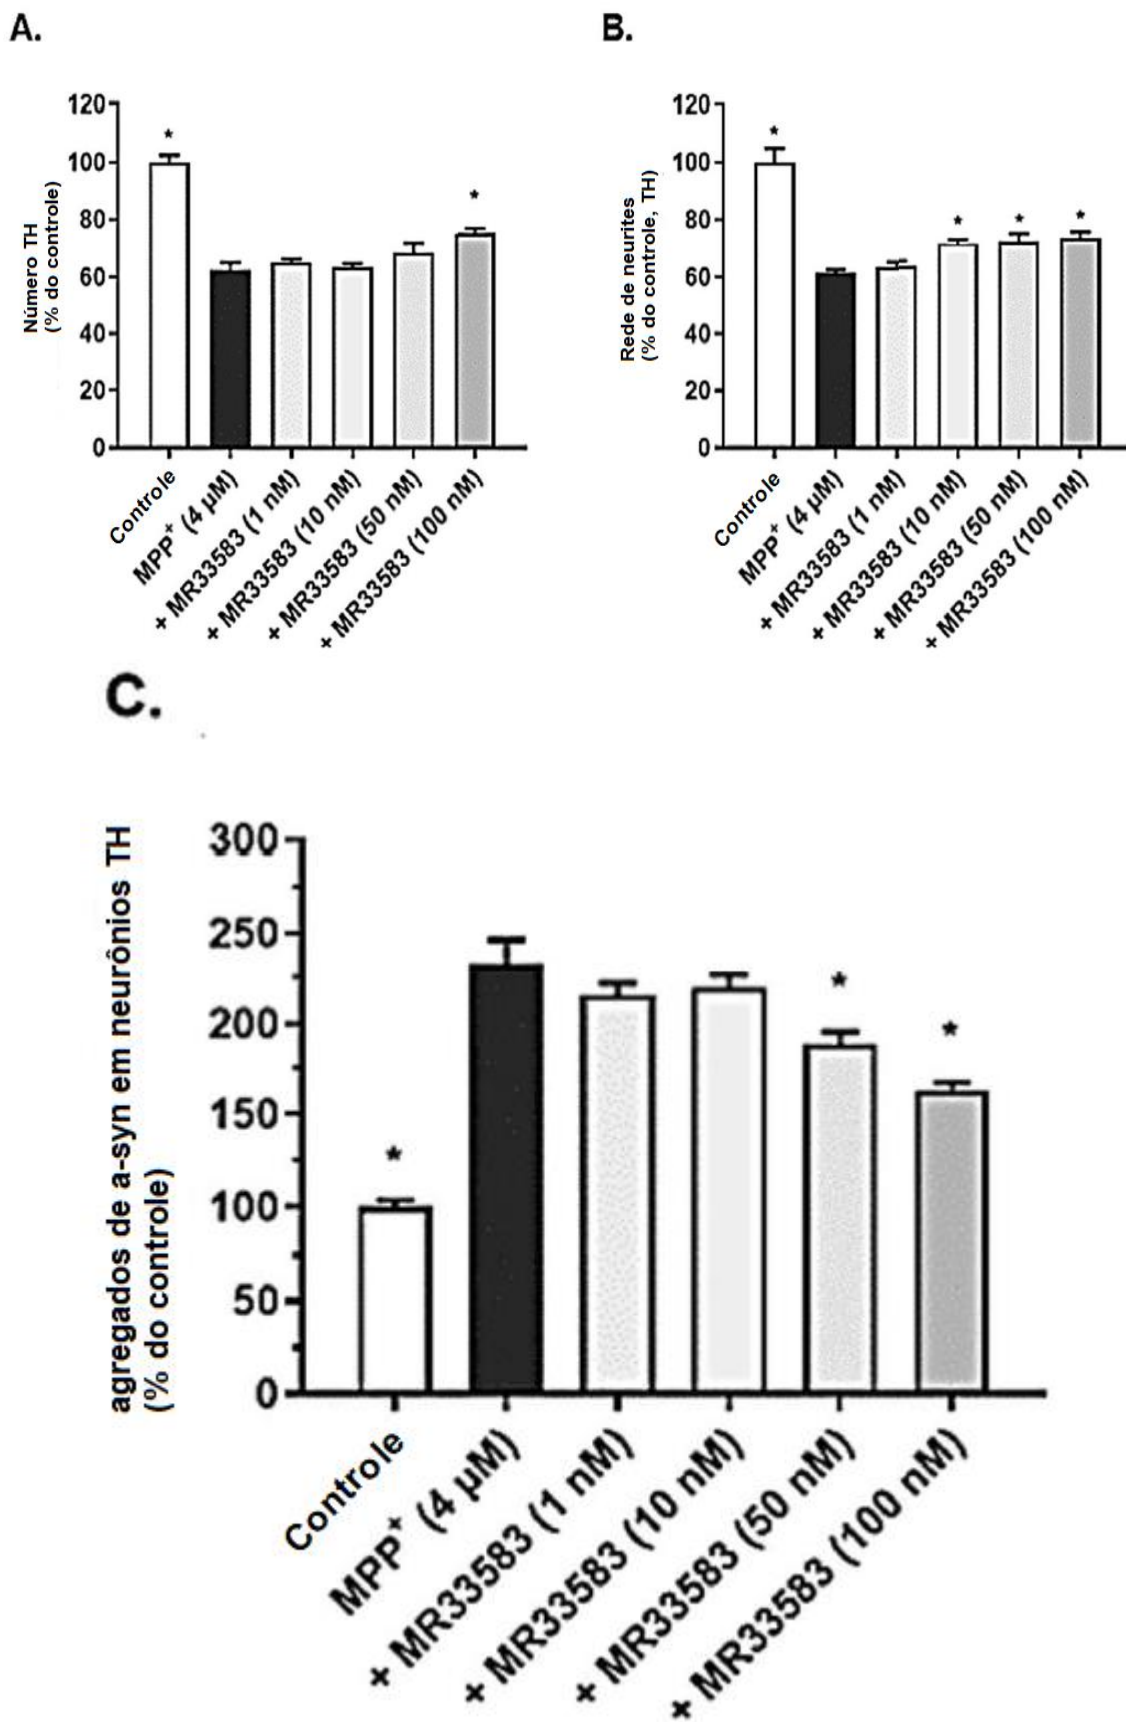 A.
120
100
80
60
40
20
0
Número TH
(% do controle)
*
*
Controle
MPP+ (4 µM)
+ MR33583 (1 nM)
+ MR33583 (10 nM)
+ MR33583 (50 nM)
+ MR33583 (100 nM)
B.
120
100
80
60
40
20
0
Rede de neurites
(% do controle, TH)
*
*
*
*
Controle
MPP+ (4 µM)
+ MR33583 (1 nM)
+ MR33583 (10 nM)
+ MR33583 (50 nM)
+ MR33583 (100 nM)
C.
300
250
200
150
100
50
0
agregados de a-syn em neurônios TH
(% do controle)
*
*
*
Controle
MPP+ (4 µM)
+ MR33583 (1 nM)
+ MR33583 (10 nM)
+ MR33583 (50 nM)
+ MR33583 (100 nM)